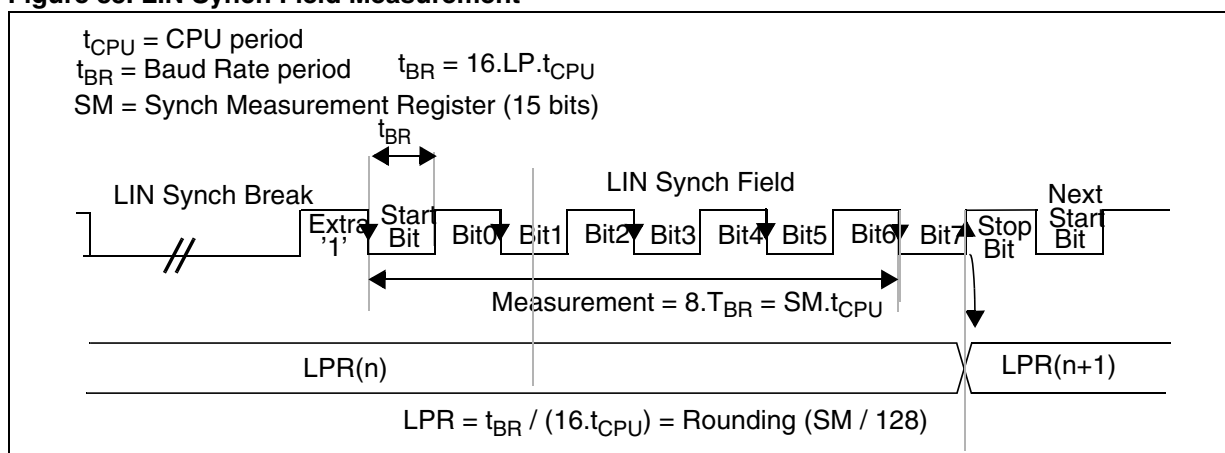 Figure 68. LIN Synch Field Measurement
tCPU = CPU period
tBR = Baud Rate period tBR = 16.LP.tCPU
SM = Synch Measurement Register (15 bits)
tBR
LIN Synch Break
LIN Synch Field
Next
Start
Bit
Extra
'1'
Start
Bit
Bit0
Bit1
Bit2
Bit3
Bit4
Bit5
Bit6
Bit7
Stop
Bit
Measurement = 8.TBR = SM.tCPU
LPR(n)
LPR(n+1)
LPR = tBR / (16.tCPU) = Rounding (SM / 128)